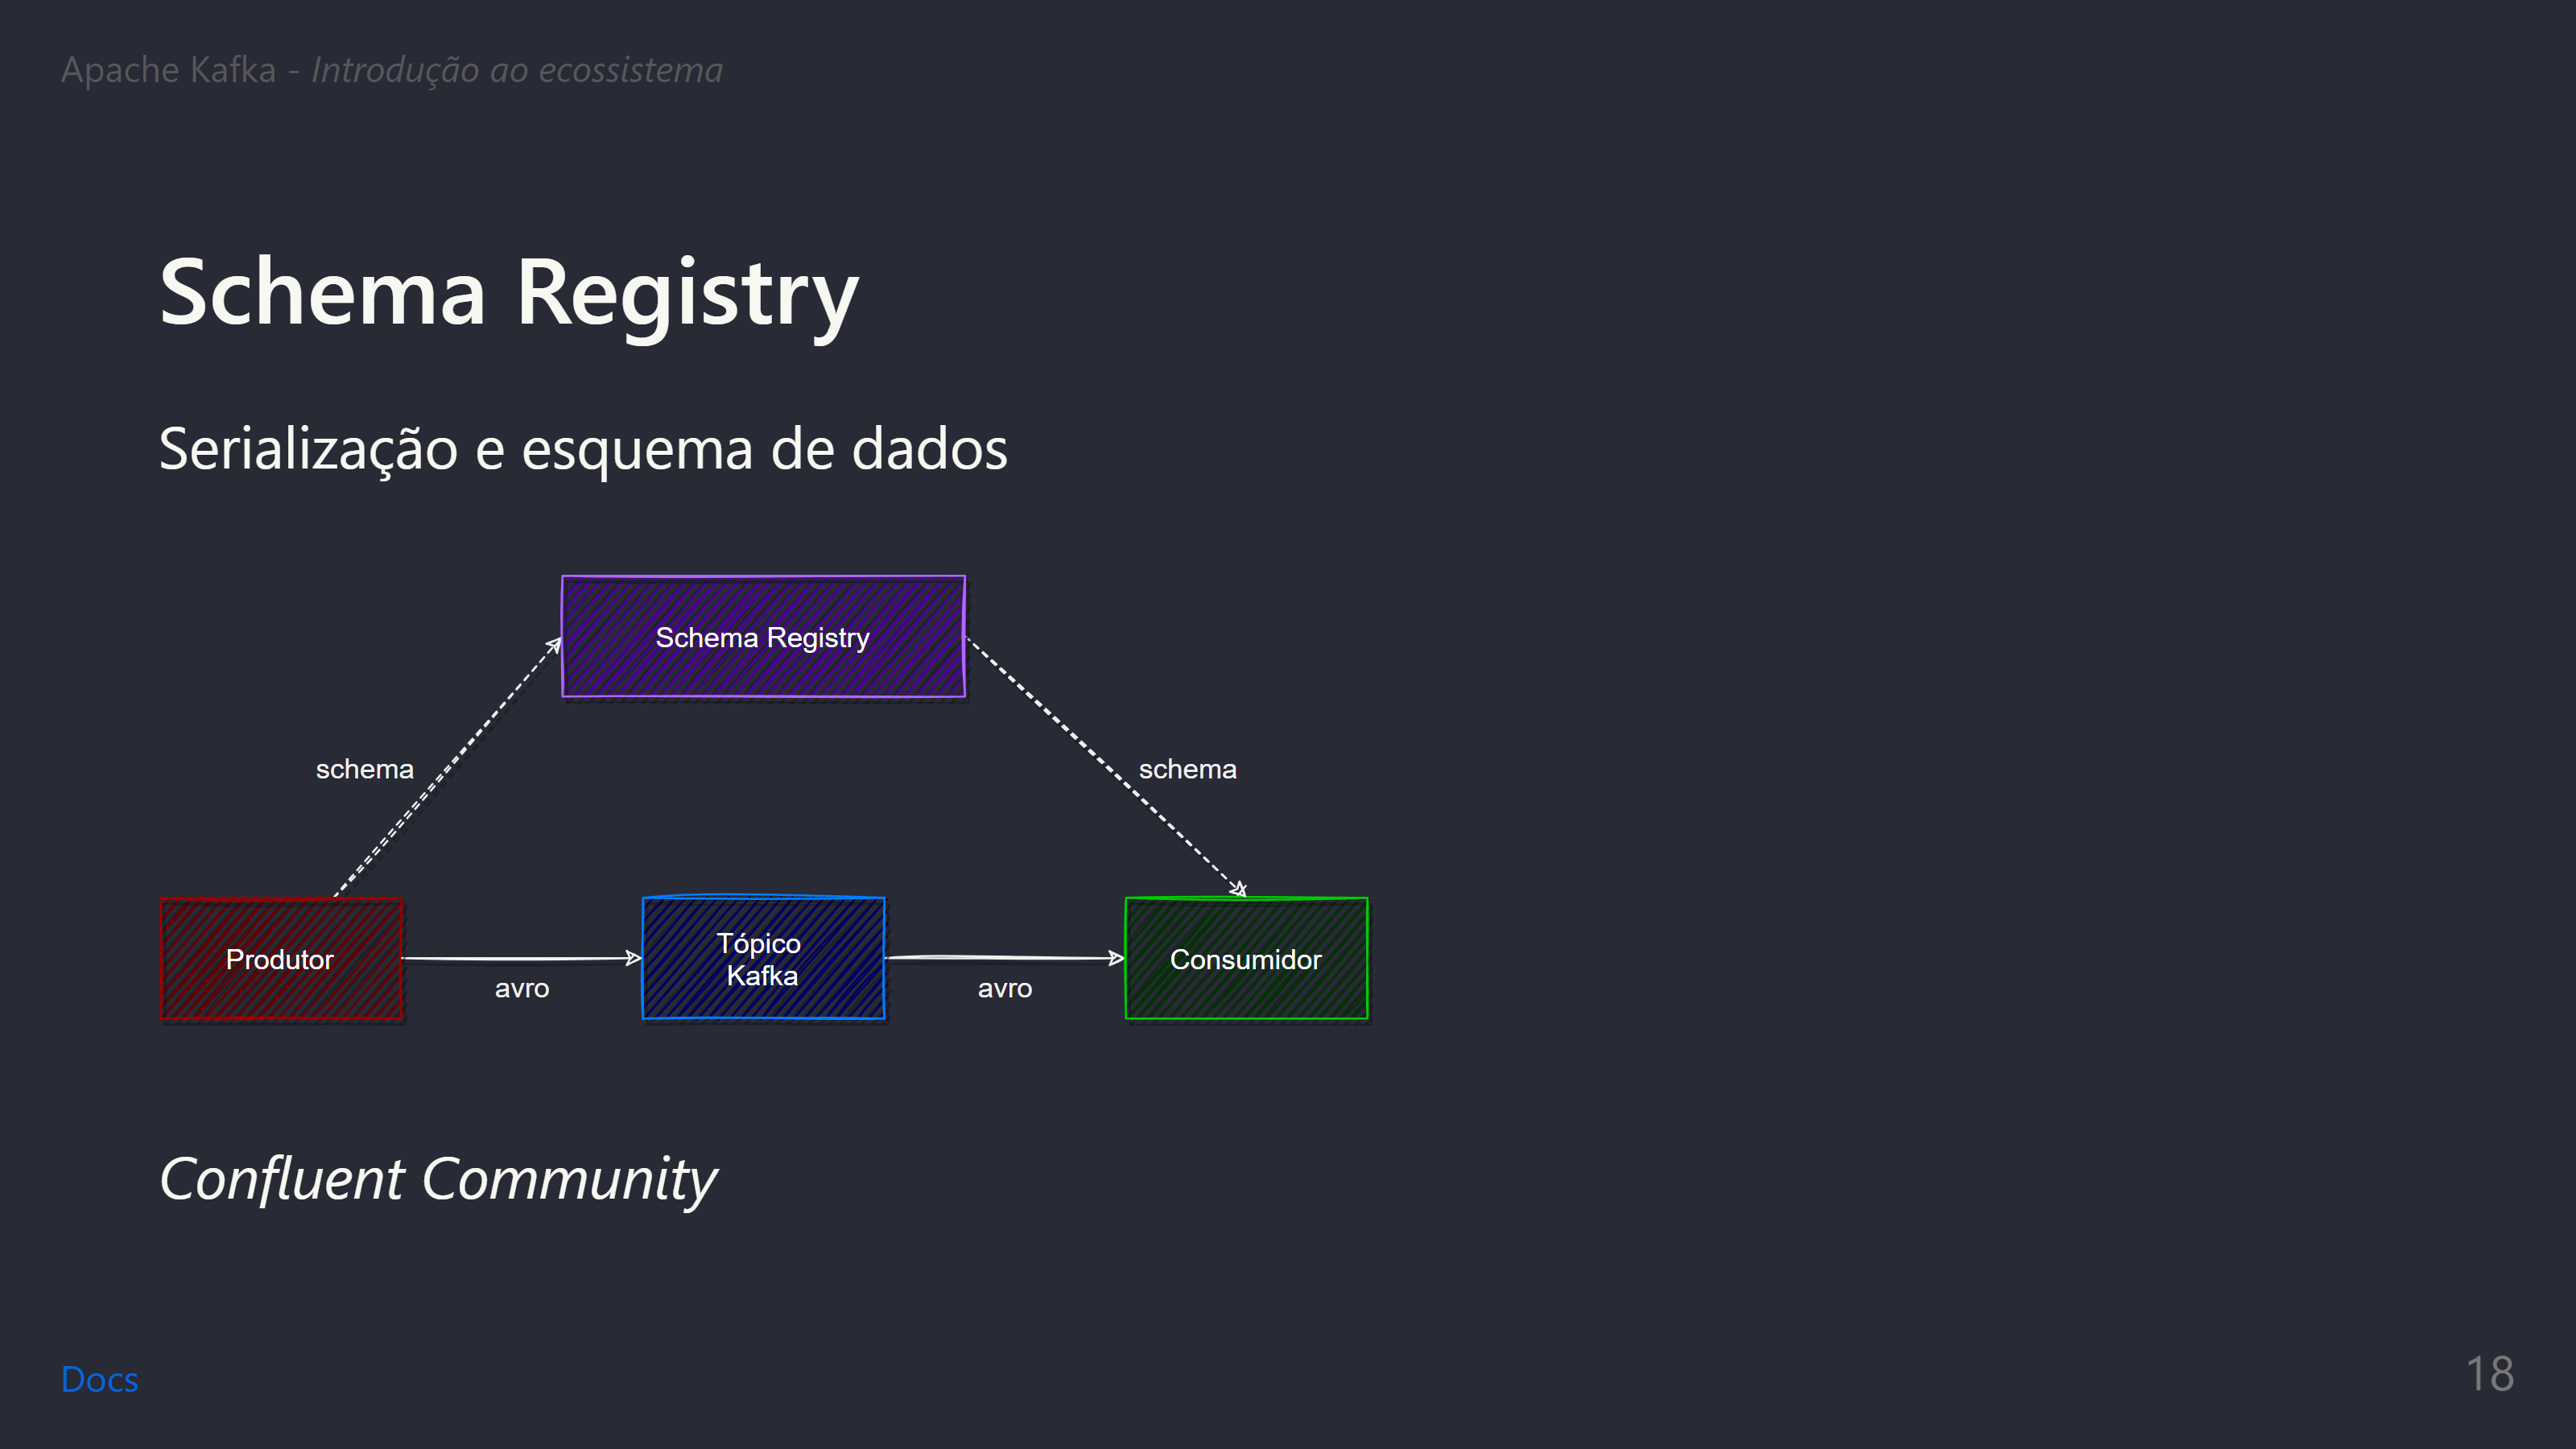 Apache Kafka - Introdução ao ecossistema
Schema Registry
Serialização e esquema de dados
Schema Registry
schema
schema
Produtor
avro
Tópico
Kafka
avro
Consumidor
Confluent Community
Docs
18